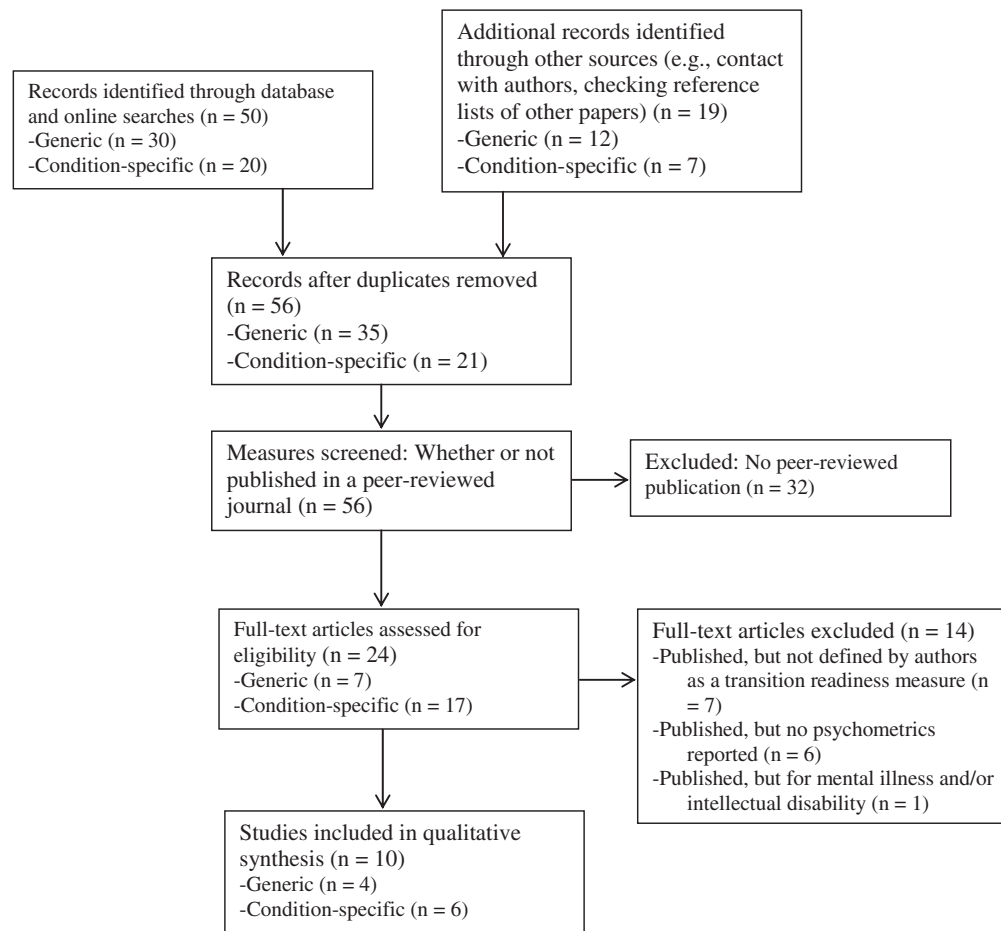 Records identified through database
and online searches (n = 50)
-Generic (n = 30)
-Condition-specific (n = 20)
Additional records identified
through other sources (e.g., contact
with authors, checking reference
lists of other papers) (n = 19)
-Generic (n = 12)
-Condition-specific (n = 7)
Records after duplicates removed
(n = 56)
-Generic (n = 35)
-Condition-specific (n = 21)
Measures screened: Whether or not
published in a peer-reviewed
journal (n = 56)
Excluded: No peer-reviewed
publication (n = 32)
Full-text articles assessed for
eligibility (n = 24)
-Generic (n = 7)
-Condition-specific (n = 17)
Full-text articles excluded (n = 14)
-Published, but not defined by authors
as a transition readiness measure (n
= 7)
-Published, but no psychometrics
reported (n = 6)
-Published, but for mental illness and/or
intellectual disability (n = 1)
Studies included in qualitative
synthesis (n = 10)
-Generic (n = 4)
-Condition-specific (n = 6)